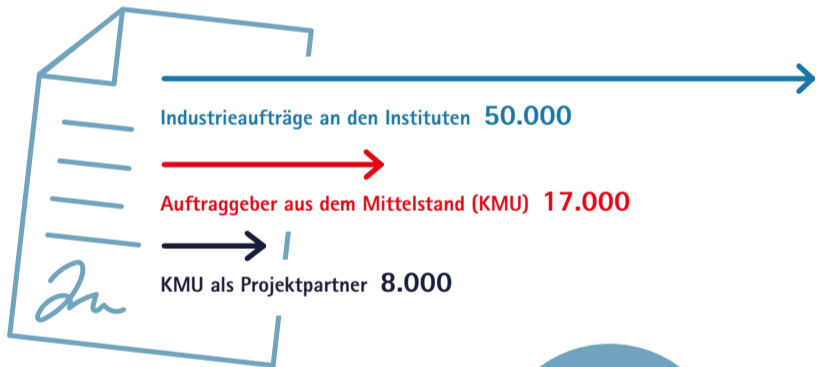 Industrieaufträge an den Instituten 50.000
Auftraggeber aus dem Mittelstand (KMU) 17.000
KMU als Projektpartner 8.000